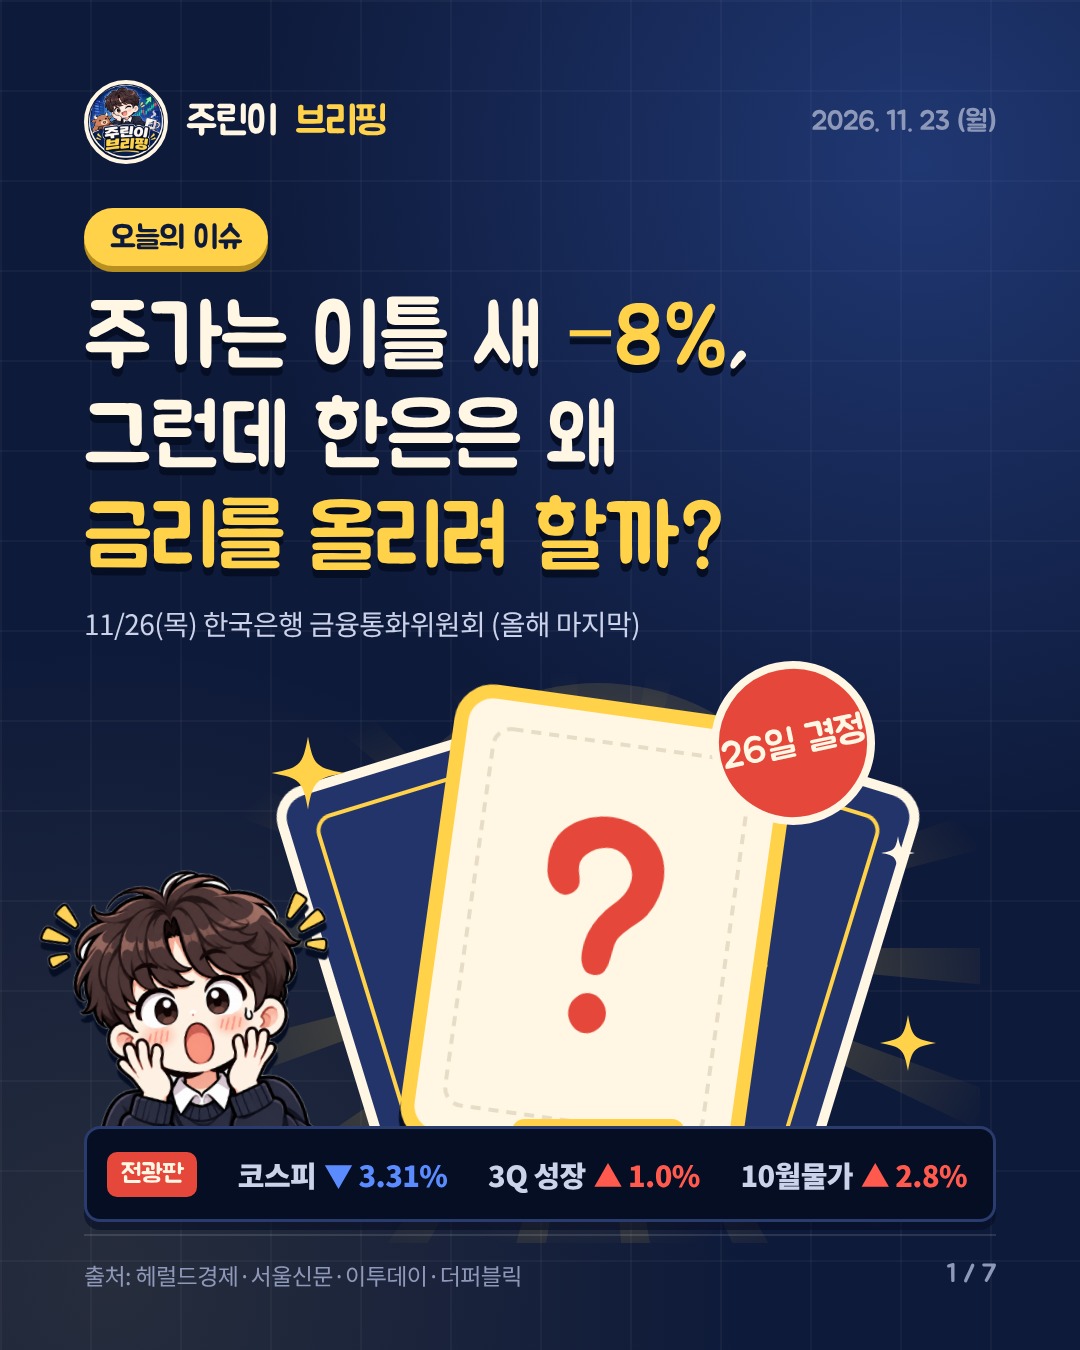 주린이 브리핑
주린이 브리핑
2026. 11. 23 (월)
오늘의 이슈
주가는 이틀 새 −8%,
그런데 한은은 왜
금리를 올리려 할까?
11/26(목) 한국은행 금융통화위원회 (올해 마지막)
26일 결정
?
전광판 코스피 ▼ 3.31% 3Q 성장 ▲ 1.0% 10월물가 ▲ 2.8%
출처: 헤럴드경제·서울신문·이투데이·더퍼블릭
1 / 7